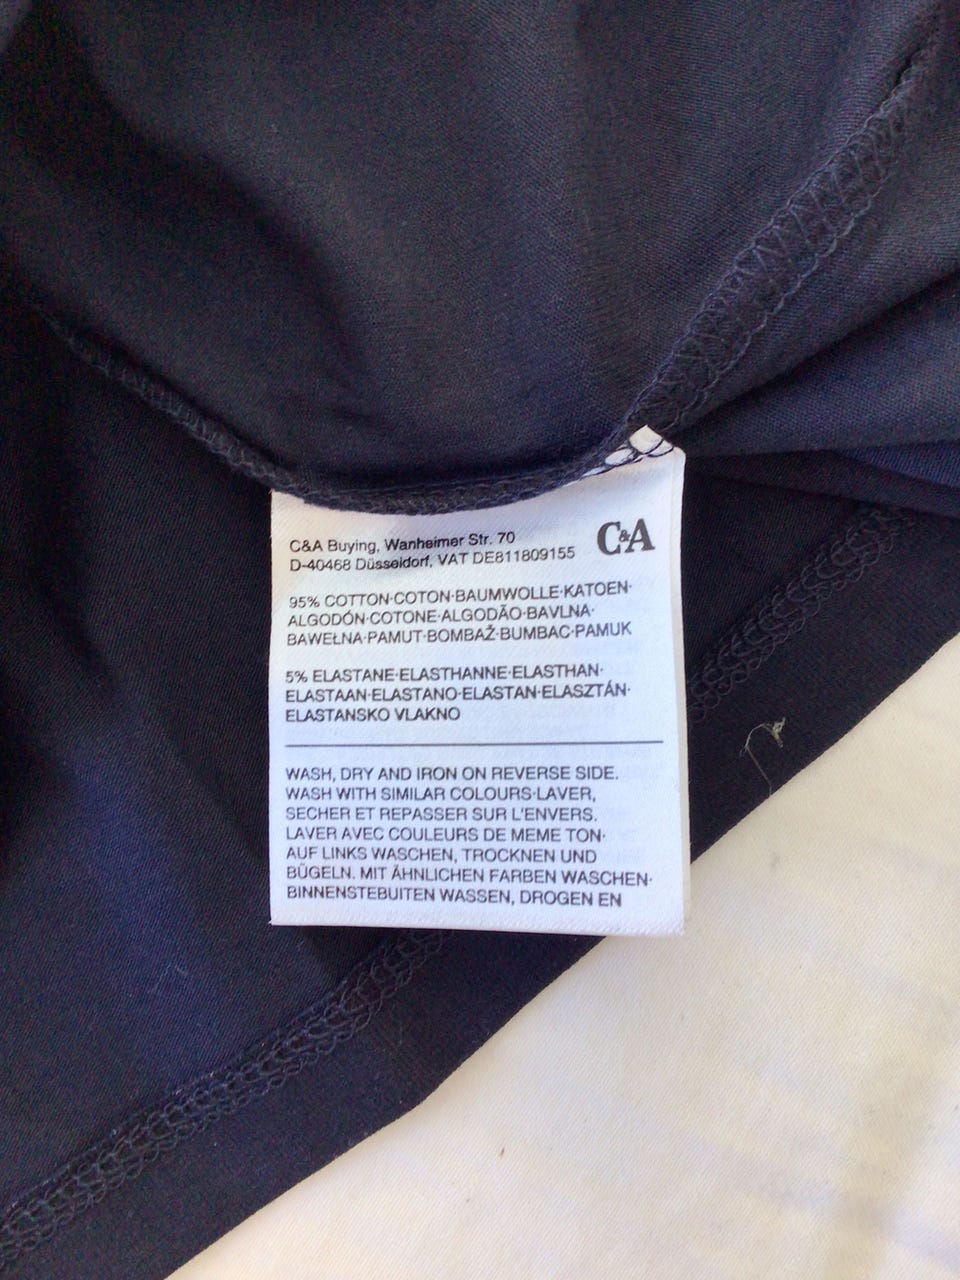 C&A Buying, Wanheimer Str. 70
D-40468 Düsseldorf, VAT DE811809155
C&A
95% COTTON·COTON·BAUMWOLLE·KATOEN·
ALGODÓN·COTONE·ALGODÃO·BAVLNA·
BAWEŁNA·PAMUT·BOMBAŽ·BUMBAC·PAMUK
5% ELASTANE·ELASTHANNE·ELASTHAN·
ELASTAAN·ELASTANO·ELASTAN·ELASZTÁN·
ELASTANSKO VLAKNO
WASH, DRY AND IRON ON REVERSE SIDE.
WASH WITH SIMILAR COLOURS·LAVER,
SECHER ET REPASSER SUR L'ENVERS.
LAVER AVEC COULEURS DE MEME TON·
AUF LINKS WASCHEN, TROCKNEN UND
BÜGELN. MIT ÄHNLICHEN FARBEN WASCHEN·
BINNENSTEBUITEN WASSEN, DROGEN EN